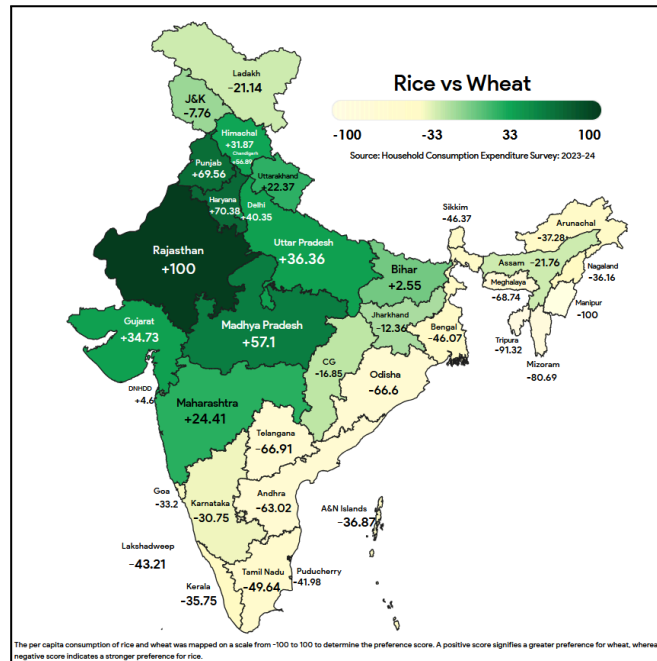 Rice vs Wheat
-100
-33
33
100
Source: Household Consumption Expenditure Survey: 2023-24
Ladakh
-21.14
J&K
-7.76
Himachal
+31.87
Chandigarh
+56.89
Punjab
+69.56
Uttarakhand
+22.37
Haryana
+70.38
Delhi
+40.35
Rajasthan
+100
Uttar Pradesh
+36.36
Sikkim
-46.37
Arunachal
-37.28
Assam
-21.76
Nagaland
-36.16
Meghalaya
-68.74
Manipur
-100
Tripura
-91.32
Mizoram
-80.69
Bihar
+2.55
Jharkhand
-12.36
Bengal
-46.07
Gujarat
+34.73
Madhya Pradesh
+57.1
CG
-16.85
Odisha
-66.6
DNHDD
+4.6
Maharashtra
+24.41
Telangana
-66.91
Goa
-33.2
Karnataka
-30.75
Andhra
-63.02
A&N Islands
-36.87
Lakshadweep
-43.21
Kerala
-35.75
Tamil Nadu
-49.64
Puducherry
-41.98
The per capita consumption of rice and wheat was mapped on a scale from -100 to 100 to determine the preference score. A positive score signifies a greater preference for wheat, wherea
negative score indicates a stronger preference for rice.